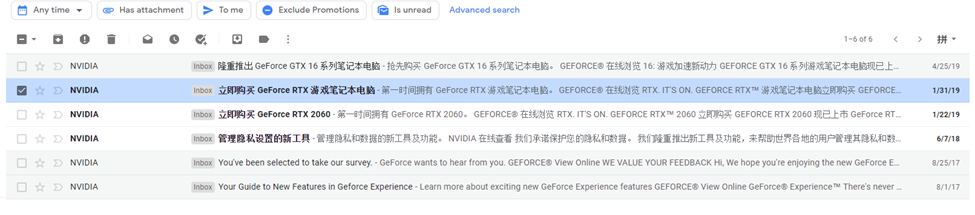 Any time Has attachment To me Exclude Promotions Is unread Advanced search
1–6 of 6 拼
NVIDIA Inbox 隆重推出 GeForce GTX 16 系列笔记本电脑 - 抢先购买 GeForce GTX 16 系列笔记本电脑。 GEFORCE® 在线浏览 16: 游戏加速新动力 GEFORCE GTX 16 系列游戏笔记本电脑现已上... 4/25/19
NVIDIA Inbox 立即购买 GeForce RTX 游戏笔记本电脑 - 第一时间拥有 GeForce RTX 游戏笔记本电脑。 GEFORCE® 在线浏览 RTX. IT'S ON. GEFORCE RTX™ 游戏笔记本电脑立即购买 GEFORCE... 1/31/19
NVIDIA Inbox 立即购买 GeForce RTX 2060 - 第一时间拥有 GeForce RTX 2060。 GEFORCE® 在线浏览 RTX. IT'S ON. GEFORCE RTX™ 2060 立即购买 GEFORCE RTX 2060 现已上市 GeForce RT... 1/22/19
NVIDIA Inbox 管理隐私设置的新工具 - 管理隐私和数据的新工具及功能。 NVIDIA 在线查看 我们承诺保护您的隐私和数据。 我们隆重推出新工具及功能，来帮助世界各地的用户管理其隐私和数... 6/7/18
NVIDIA Inbox You've been selected to take our survey. - GeForce wants to hear from you. GEFORCE® View Online WE VALUE YOUR FEEDBACK Hi, We hope you're enjoying the new GeForce E... 8/25/17
NVIDIA Inbox Your Guide to New Features in Geforce Experience - Learn more about exciting new GeForce Experience features GEFORCE® View Online GeForce® Experience™ There's never ... 8/1/17